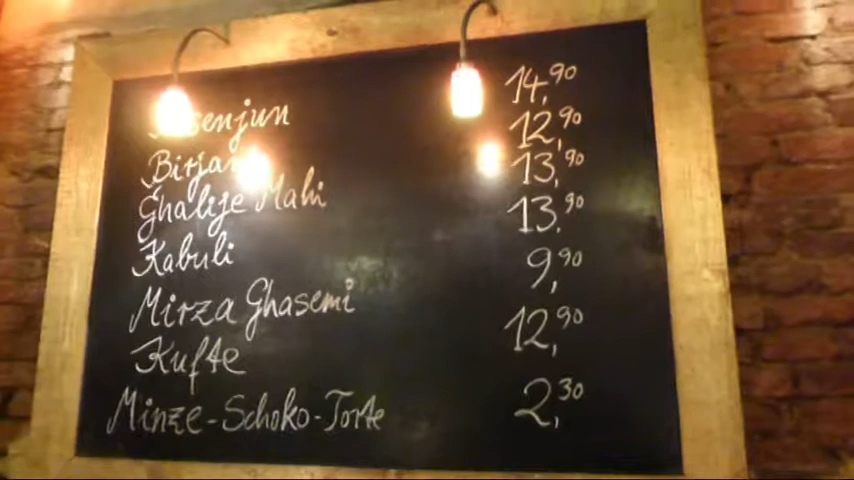 14,90
Birjan 12,90
Ghalije Mahi 13,90
Kabuli 13,90
Mirza Ghasemi 9,90
Kufte 12,90
Minze-Schoko-Torte 2,30